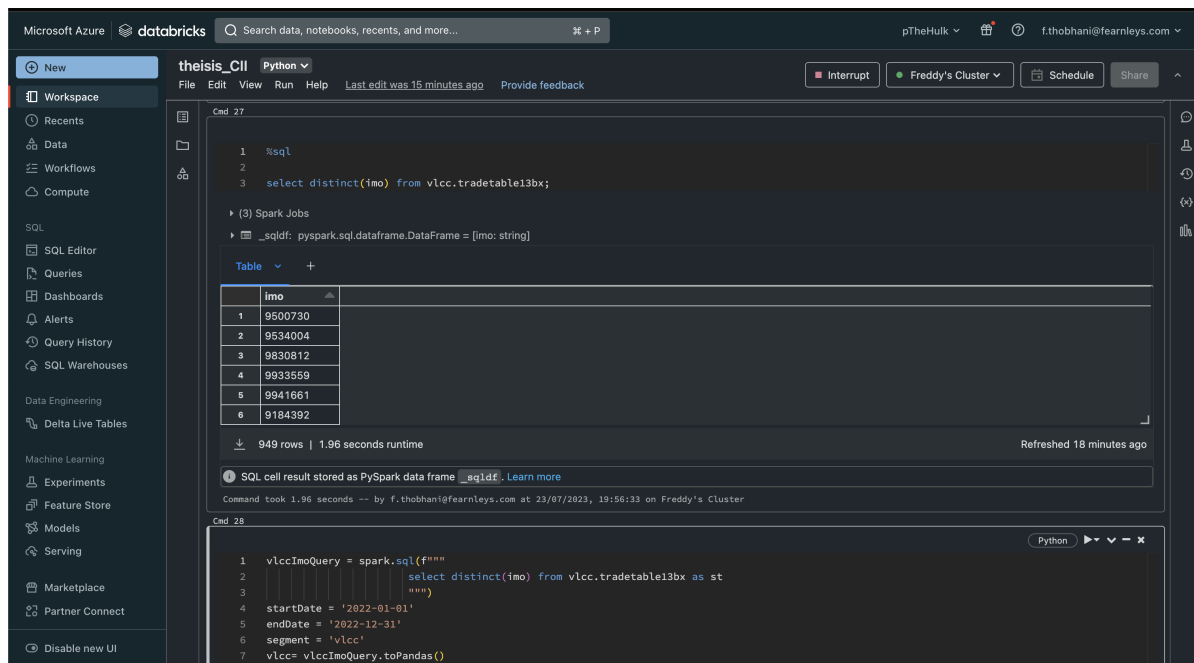 Microsoft Azure databricks Search data, notebooks, recents, and more... ⌘ + P pTheHulk f.thobhani@fearnleys.com
New
Workspace
Recents
Data
Workflows
Compute
SQL
SQL Editor
Queries
Dashboards
Alerts
Query History
SQL Warehouses
Data Engineering
Delta Live Tables
Machine Learning
Experiments
Feature Store
Models
Serving
Marketplace
Partner Connect
Disable new UI
theisis_CII Python
File Edit View Run Help Last edit was 15 minutes ago Provide feedback
Interrupt Freddy's Cluster Schedule Share
Cmd 27
1 %sql
2
3 select distinct(imo) from vlcc.tradetable13bx;
(3) Spark Jobs
_sqldf: pyspark.sql.dataframe.DataFrame = [imo: string]
Table +
imo
1 9500730
2 9534004
3 9830812
4 9933559
5 9941661
6 9184392
949 rows | 1.96 seconds runtime Refreshed 18 minutes ago
SQL cell result stored as PySpark data frame _sqldf. Learn more
Command took 1.96 seconds -- by f.thobhani@fearnleys.com at 23/07/2023, 19:56:33 on Freddy's Cluster
Cmd 28
Python
1 vlccImoQuery = spark.sql(f"""
2 select distinct(imo) from vlcc.tradetable13bx as st
3 """)
4 startDate = '2022-01-01'
5 endDate = '2022-12-31'
6 segment = 'vlcc'
7 vlcc= vlccImoQuery.toPandas()